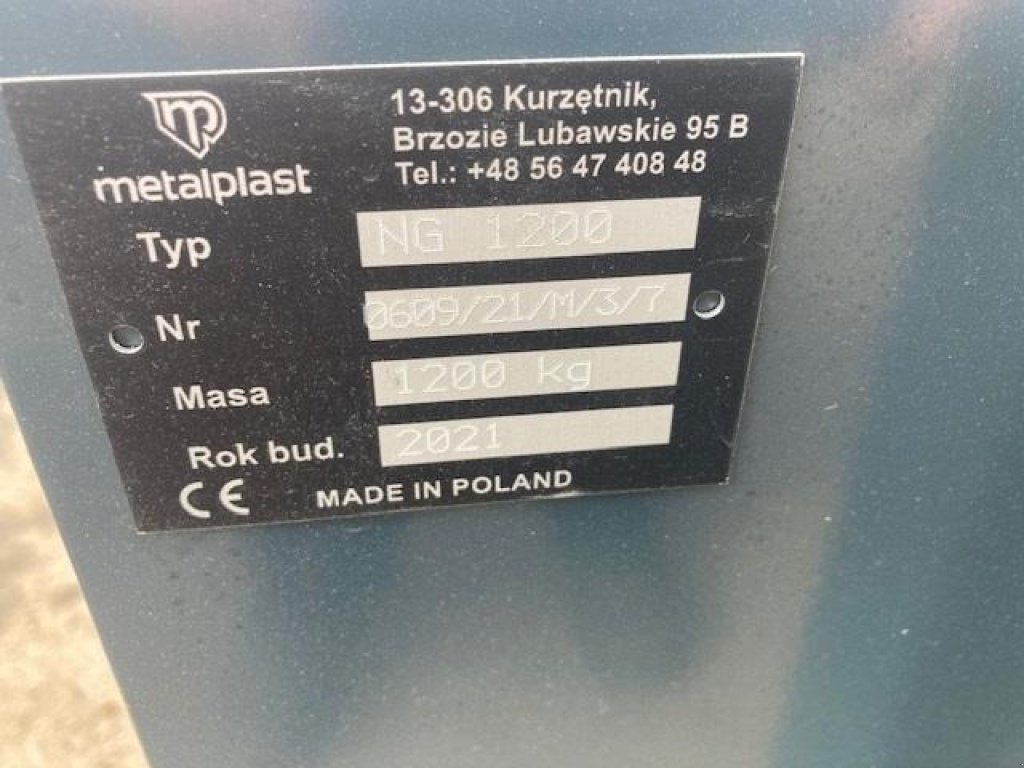 metalplast
13-306 Kurzętnik,
Brzozie Lubawskie 95 B
Tel.: +48 56 47 408 48
Typ NG 1200
Nr 0609/21/M/3/7
Masa 1200 kg
Rok bud. 2021
CE MADE IN POLAND